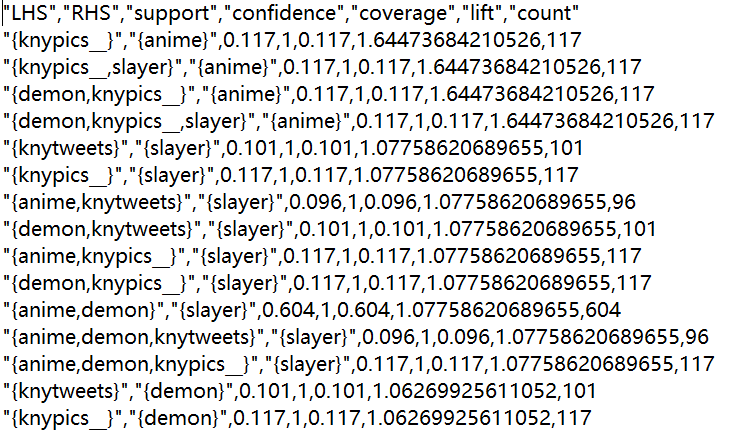 "LHS","RHS","support","confidence","coverage","lift","count"
"{knypics__}","{anime}",0.117,1,0.117,1.64473684210526,117
"{knypics__,slayer}","{anime}",0.117,1,0.117,1.64473684210526,117
"{demon,knypics__}","{anime}",0.117,1,0.117,1.64473684210526,117
"{demon,knypics__,slayer}","{anime}",0.117,1,0.117,1.64473684210526,117
"{knytweets}","{slayer}",0.101,1,0.101,1.07758620689655,101
"{knypics__}","{slayer}",0.117,1,0.117,1.07758620689655,117
"{anime,knytweets}","{slayer}",0.096,1,0.096,1.07758620689655,96
"{demon,knytweets}","{slayer}",0.101,1,0.101,1.07758620689655,101
"{anime,knypics__}","{slayer}",0.117,1,0.117,1.07758620689655,117
"{demon,knypics__}","{slayer}",0.117,1,0.117,1.07758620689655,117
"{anime,demon}","{slayer}",0.604,1,0.604,1.07758620689655,604
"{anime,demon,knytweets}","{slayer}",0.096,1,0.096,1.07758620689655,96
"{anime,demon,knypics__}","{slayer}",0.117,1,0.117,1.07758620689655,117
"{knytweets}","{demon}",0.101,1,0.101,1.06269925611052,101
"{knypics__}","{demon}",0.117,1,0.117,1.06269925611052,117